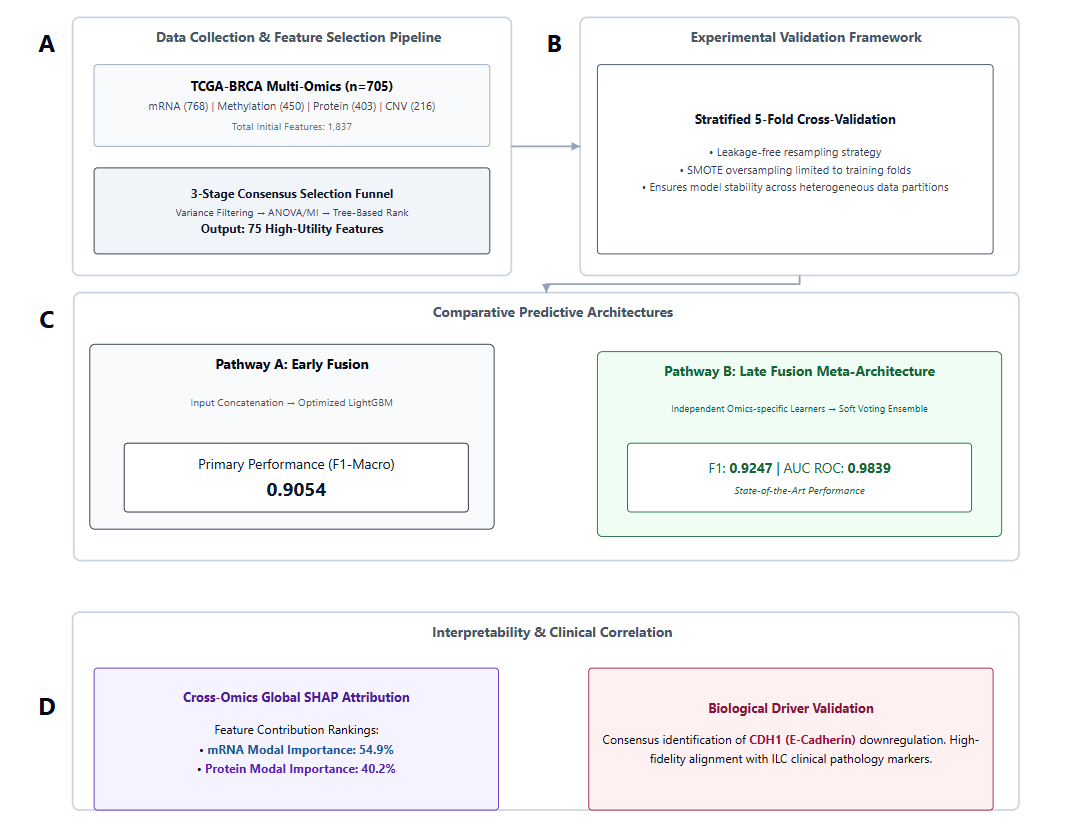 A
Data Collection & Feature Selection Pipeline
TCGA-BRCA Multi-Omics (n=705)
mRNA (768) | Methylation (450) | Protein (403) | CNV (216)
Total Initial Features: 1,837
3-Stage Consensus Selection Funnel
Variance Filtering → ANOVA/MI → Tree-Based Rank
Output: 75 High-Utility Features
B
Experimental Validation Framework
Stratified 5-Fold Cross-Validation
• Leakage-free resampling strategy
• SMOTE oversampling limited to training folds
• Ensures model stability across heterogeneous data partitions
C
Comparative Predictive Architectures
Pathway A: Early Fusion
Input Concatenation → Optimized LightGBM
Primary Performance (F1-Macro)
0.9054
Pathway B: Late Fusion Meta-Architecture
Independent Omics-specific Learners → Soft Voting Ensemble
F1: 0.9247 | AUC ROC: 0.9839
State-of-the-Art Performance
D
Interpretability & Clinical Correlation
Cross-Omics Global SHAP Attribution
Feature Contribution Rankings:
• mRNA Modal Importance: 54.9%
• Protein Modal Importance: 40.2%
Biological Driver Validation
Consensus identification of CDH1 (E-Cadherin) downregulation. High-
fidelity alignment with ILC clinical pathology markers.